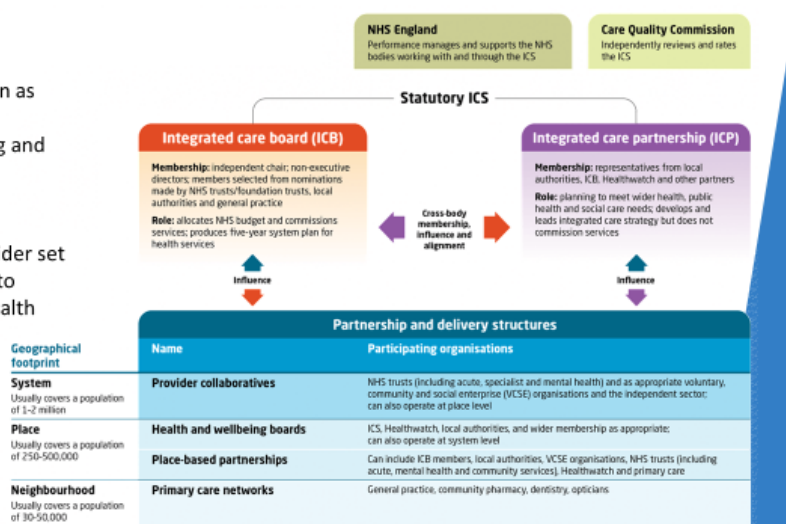 n as
g and
der set
to
alth
NHS England
Performance manages and supports the NHS
bodies working with and through the ICS
Care Quality Commission
Independently reviews and rates
the ICS
Statutory ICS
Integrated care board (ICB)
Membership: independent chair; non-executive
directors; members selected from nominations
made by NHS trusts/foundation trusts, local
authorities and general practice
Role: allocates NHS budget and commissions
services; produces five-year system plan for
health services
Cross-body
membership,
influence and
alignment
Integrated care partnership (ICP)
Membership: representatives from local
authorities, ICB, Healthwatch and other partners
Role: planning to meet wider health, public
health and social care needs; develops and
leads integrated care strategy but does not
commission services
Influence
Influence
Partnership and delivery structures
Geographical
footprint
Name
Participating organisations
System
Usually covers a population
of 1-2 million
Provider collaboratives
NHS trusts (including acute, specialist and mental health) and as appropriate voluntary,
community and social enterprise (VCSE) organisations and the independent sector;
can also operate at place level
Place
Usually covers a population
of 250-500,000
Health and wellbeing boards
ICS, Healthwatch, local authorities, and wider membership as appropriate;
can also operate at system level
Place-based partnerships
Can include ICB members, local authorities, VCSE organisations, NHS trusts (including
acute, mental health and community services), Healthwatch and primary care
Neighbourhood
Usually covers a population
of 30-50,000
Primary care networks
General practice, community pharmacy, dentistry, opticians